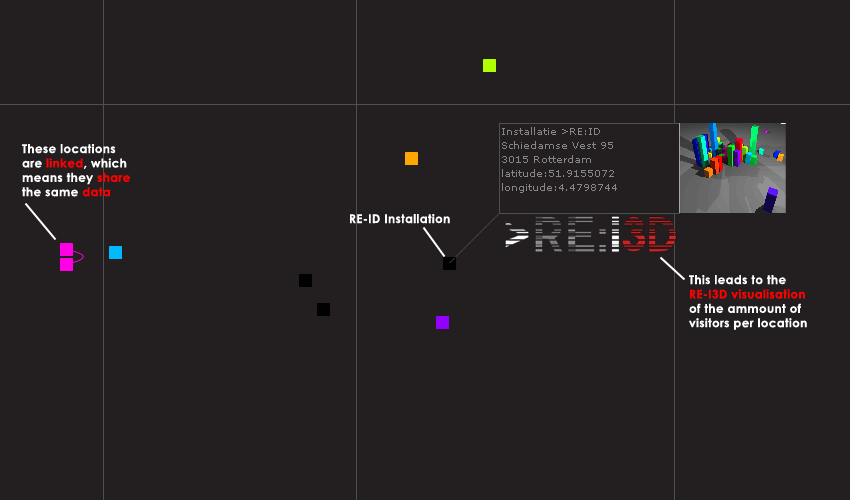 These locations
are linked, which
means they share
the same data
RE-ID Installation
Installatie >RE:ID
Schiedamse Vest 95
3015 Rotterdam
latitude:51.9155072
longitude:4.4798744
>RE:I3D
This leads to the
RE-I3D visualisation
of the ammount of
visitors per location